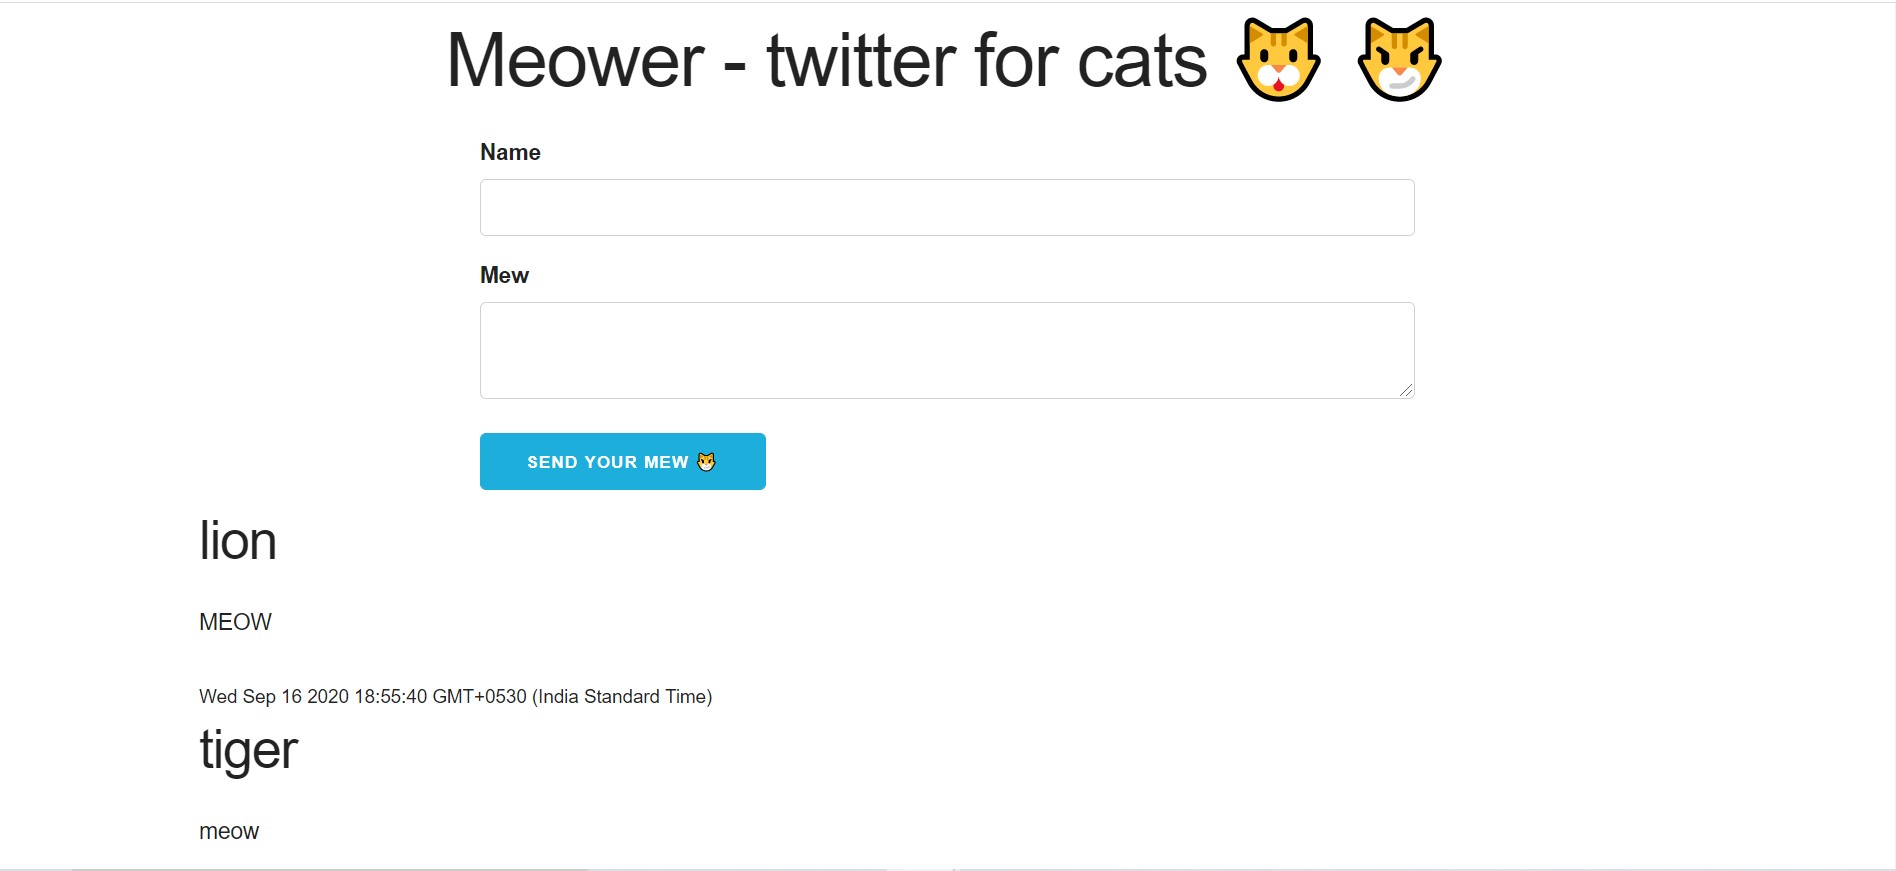 Meower - twitter for cats 🐱 😼
Name
Mew
SEND YOUR MEW 😼
lion
MEOW
Wed Sep 16 2020 18:55:40 GMT+0530 (India Standard Time)
tiger
meow